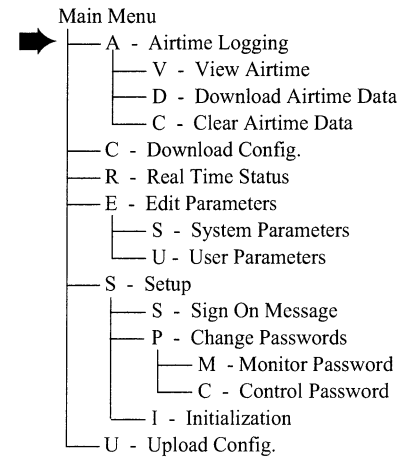 Main Menu
A - Airtime Logging
V - View Airtime
D - Download Airtime Data
C - Clear Airtime Data
C - Download Config.
R - Real Time Status
E - Edit Parameters
S - System Parameters
U - User Parameters
S - Setup
S - Sign On Message
P - Change Passwords
M - Monitor Password
C - Control Password
I - Initialization
U - Upload Config.